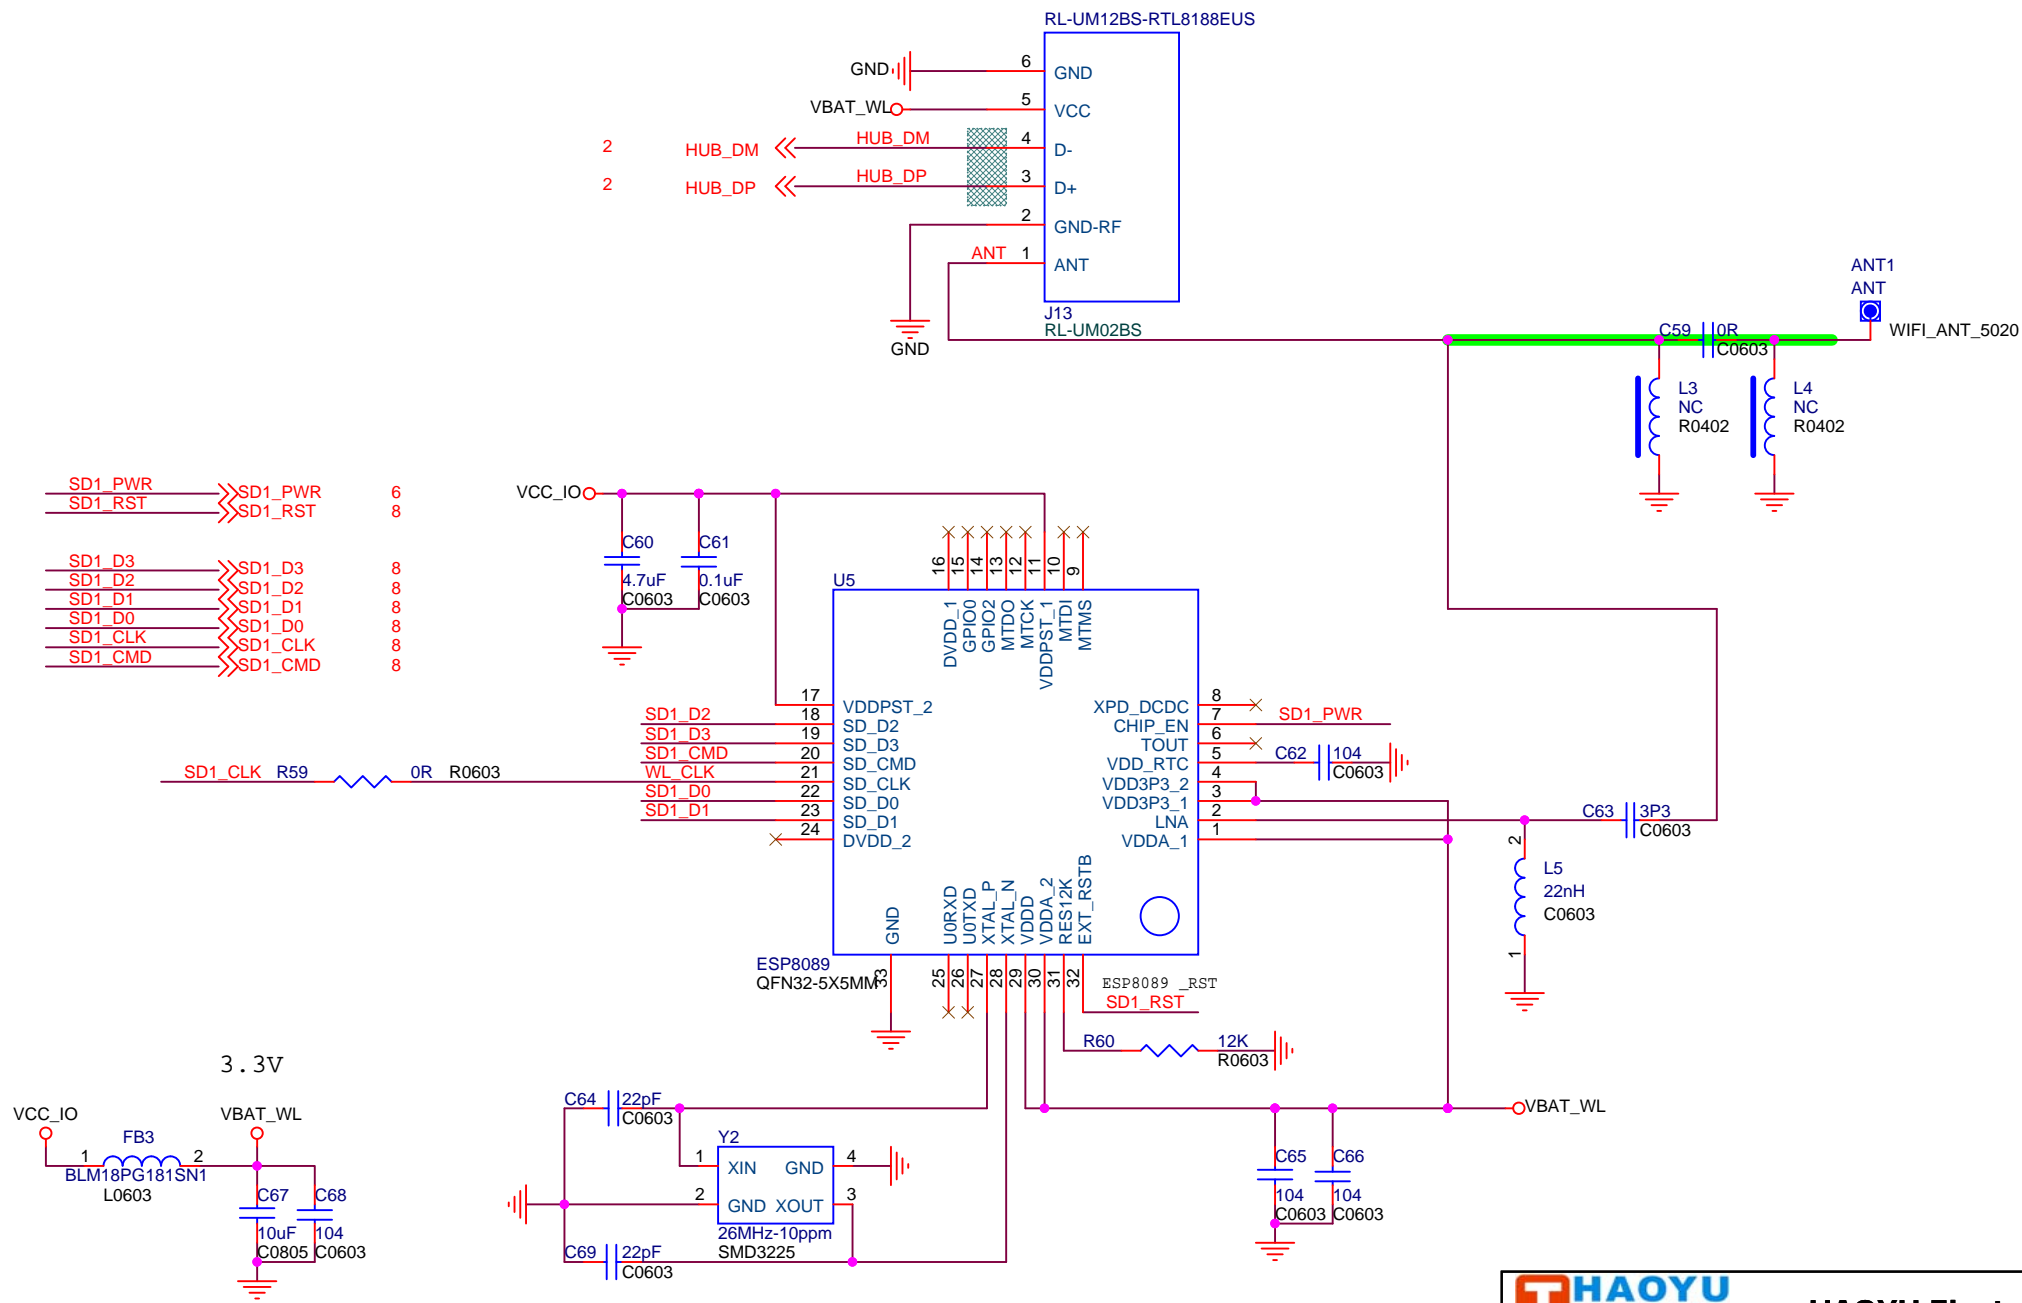 RL-UM12BS-RTL8188EUS
GND 6 GND
VBAT_WL 5 VCC
2 HUB_DM HUB_DM 4 D-
2 HUB_DP HUB_DP 3 D+
2 GND-RF
ANT 1 ANT
GND
J13
RL-UM02BS
ANT1
ANT
WIFI_ANT_5020
C59 0R
C0603
L3
NC
R0402
L4
NC
R0402
SD1_PWR SD1_PWR 6
SD1_RST SD1_RST 8
SD1_D3 SD1_D3 8
SD1_D2 SD1_D2 8
SD1_D1 SD1_D1 8
SD1_D0 SD1_D0 8
SD1_CLK SD1_CLK 8
SD1_CMD SD1_CMD 8
VCC_IO
C60
4.7uF
C0603
C61
0.1uF
C0603
U5
16 15 14 13 12 11 10 9
DVDD_1 GPIO0 GPIO2 MTDO MTCK VDDPST_1 MTDI MTMS
17 VDDPST_2
SD1_D2 18 SD_D2
SD1_D3 19 SD_D3
SD1_CMD 20 SD_CMD
SD1_CLK R59 0R R0603 WL_CLK 21 SD_CLK
SD1_D0 22 SD_D0
SD1_D1 23 SD_D1
24 DVDD_2
XPD_DCDC 8
CHIP_EN 7 SD1_PWR
TOUT 6
VDD_RTC 5 C62 104
C0603
VDD3P3_2 4
VDD3P3_1 3
LNA 2
VDDA_1 1
C63 3P3
C0603
2
L5
22nH
C0603
1
GND U0RXD U0TXD XTAL_P XTAL_N VDDD VDDA_2 RES12K EXT_RSTB
33 25 26 27 28 29 30 31 32
ESP8089
QFN32-5X5MM
ESP8089 _RST
SD1_RST
R60 12K
R0603
3.3V
VCC_IO
VBAT_WL
FB3
1 2
BLM18PG181SN1
L0603
C67
10uF
C0805
C68
104
C0603
C64 22pF
C0603
Y2
1 XIN GND 4
2 GND XOUT 3
26MHz-10ppm
SMD3225
C69 22pF
C0603
VBAT_WL
C65
104
C0603
C66
104
C0603
HAOYU